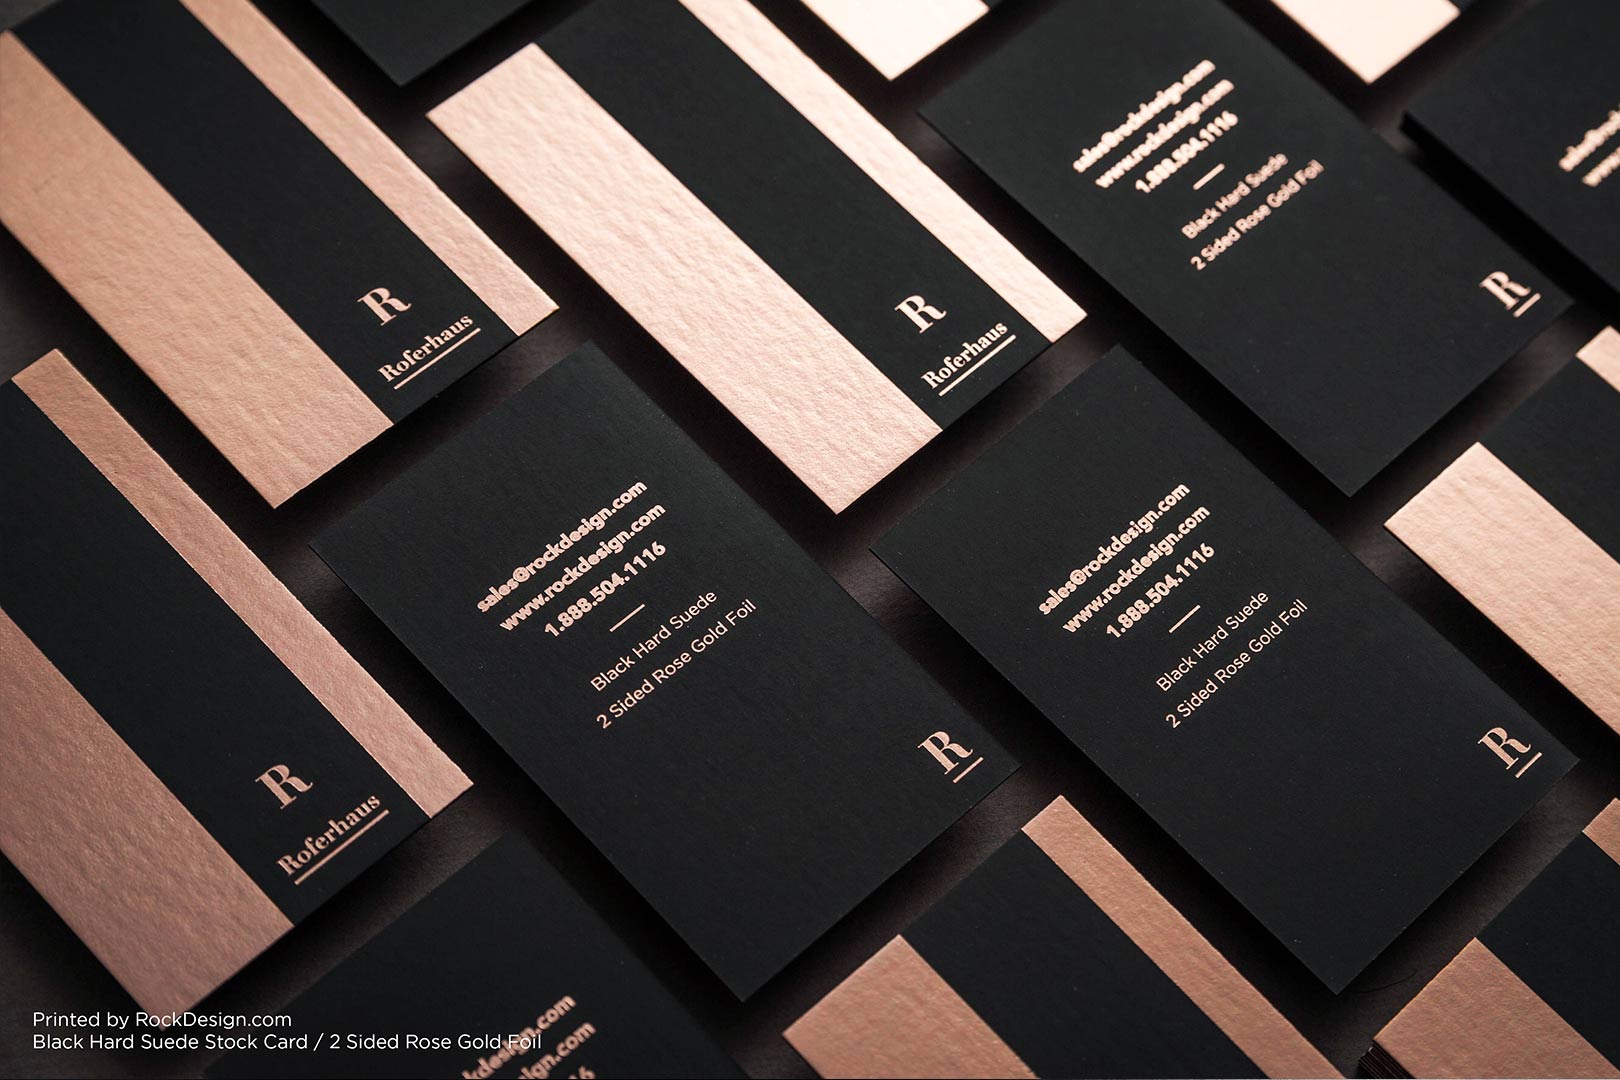 sales@rockdesign.com
www.rockdesign.com
1.888.504.1116
Black Hard Suede
2 Sided Rose Gold Foil
R
R
Roferhaus
R
Roferhaus
sales@rockdesign.com
www.rockdesign.com
1.888.504.1116
Black Hard Suede
2 Sided Rose Gold Foil
R
sales@rockdesign.com
www.rockdesign.com
1.888.504.1116
Black Hard Suede
2 Sided Rose Gold Foil
R
R
Roferhaus
Printed by RockDesign.com
Black Hard Suede Stock Card / 2 Sided Rose Gold Foil